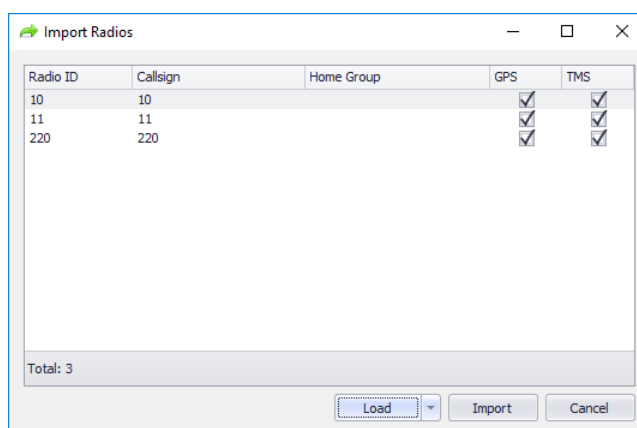 Import Radios
Radio ID Callsign Home Group GPS TMS
10 10
11 11
220 220
Total: 3
Load Import Cancel